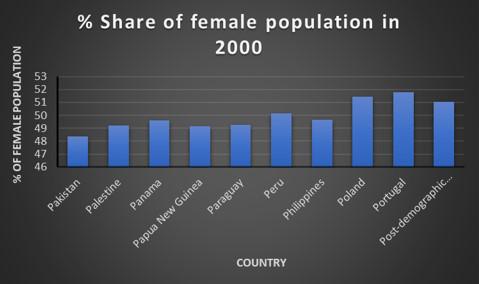 % Share of female population in
2000
% OF FEMALE POPULATION
53
52
51
50
49
48
47
46
Pakistan
Palestine
Panama
Papua New Guinea
Paraguay
Peru
Philippines
Poland
Portugal
Post-demographic...
COUNTRY